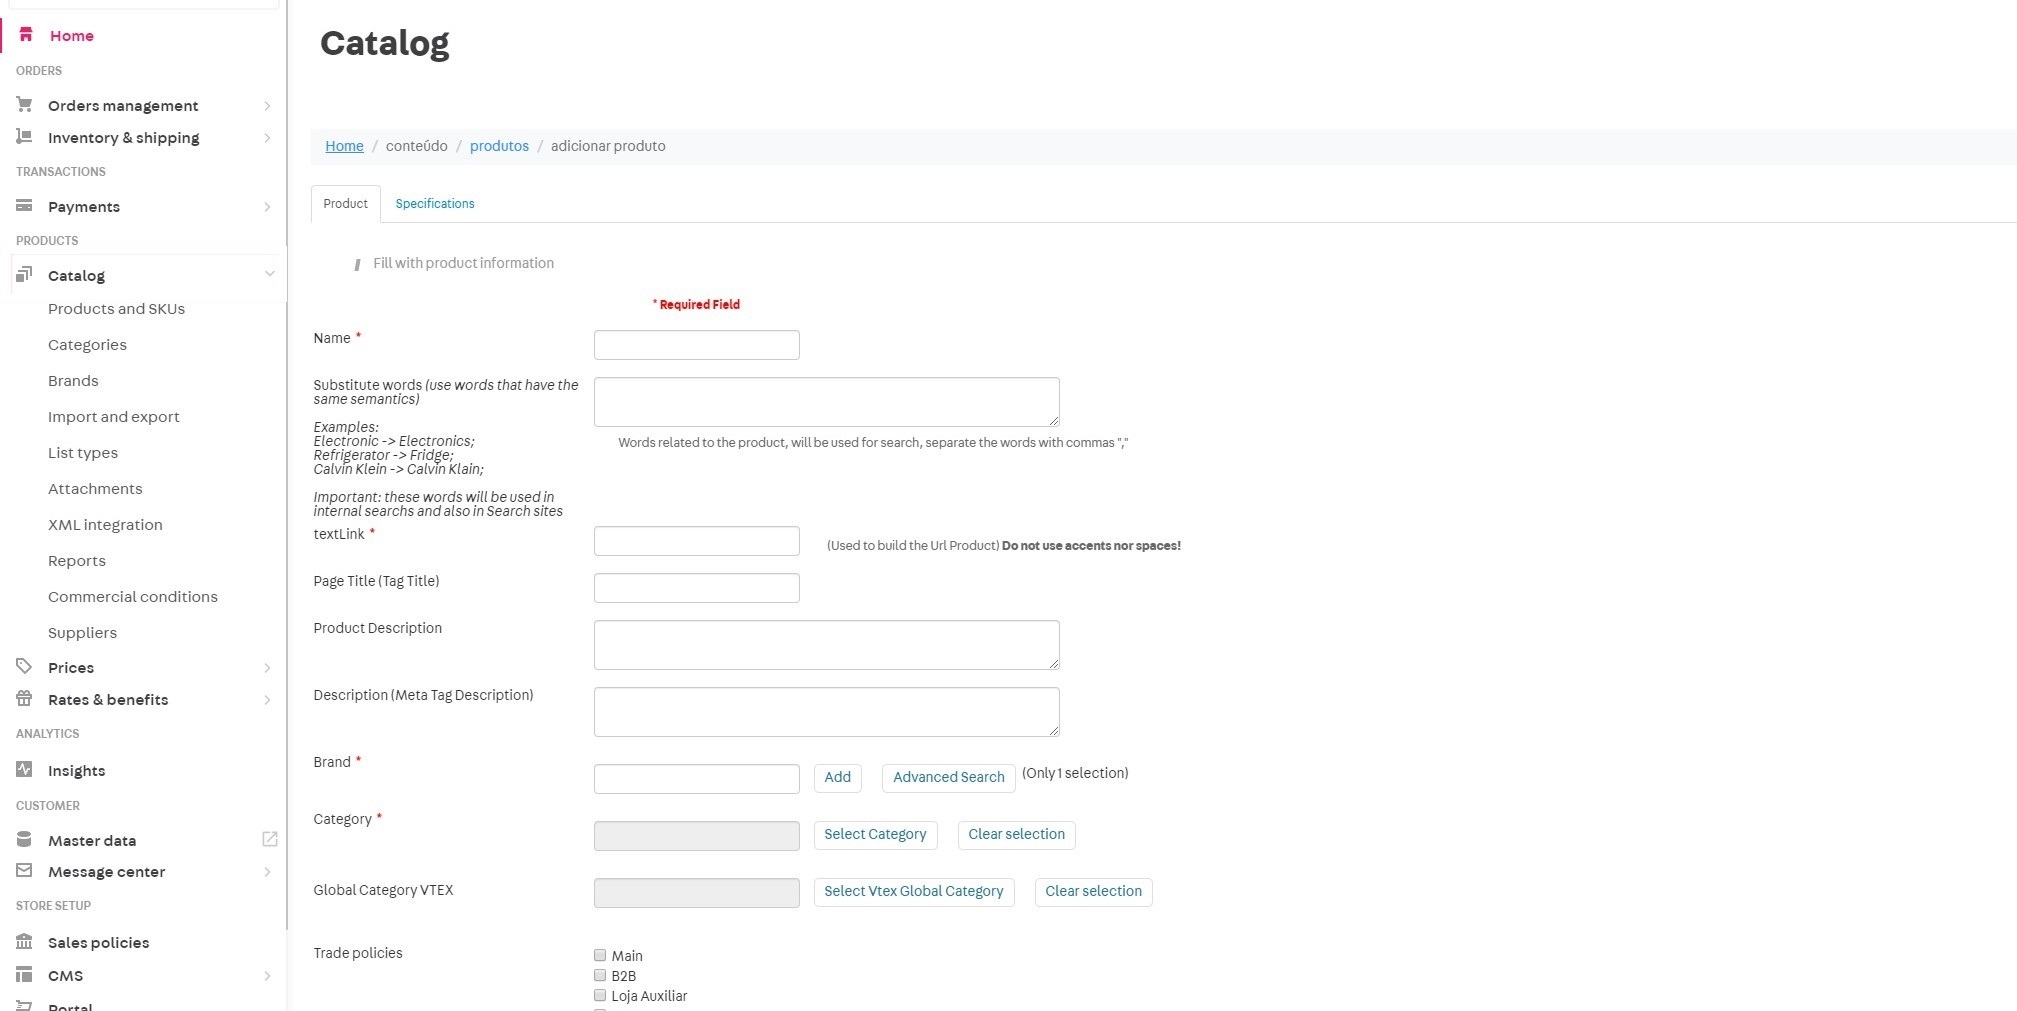 Home
ORDERS
Orders management
Inventory & shipping
TRANSACTIONS
Payments
PRODUCTS
Catalog
Products and SKUs
Categories
Brands
Import and export
List types
Attachments
XML integration
Reports
Commercial conditions
Suppliers
Prices
Rates & benefits
ANALYTICS
Insights
CUSTOMER
Master data
Message center
STORE SETUP
Sales policies
CMS
Portal
Catalog
Home / conteúdo / produtos / adicionar produto
Product Specifications
Fill with product information
* Required Field
Name *
Substitute words (use words that have the
same semantics)
Examples:
Electronic -> Electronics;
Refrigerator -> Fridge;
Calvin Klein -> Calvin Klain;
Important: these words will be used in
internal searchs and also in Search sites
Words related to the product, will be used for search, separate the words with commas ","
textLink *
(Used to build the Url Product) Do not use accents nor spaces!
Page Title (Tag Title)
Product Description
Description (Meta Tag Description)
Brand *
Add Advanced Search (Only 1 selection)
Category *
Select Category Clear selection
Global Category VTEX
Select Vtex Global Category Clear selection
Trade policies
Main
B2B
Loja Auxiliar